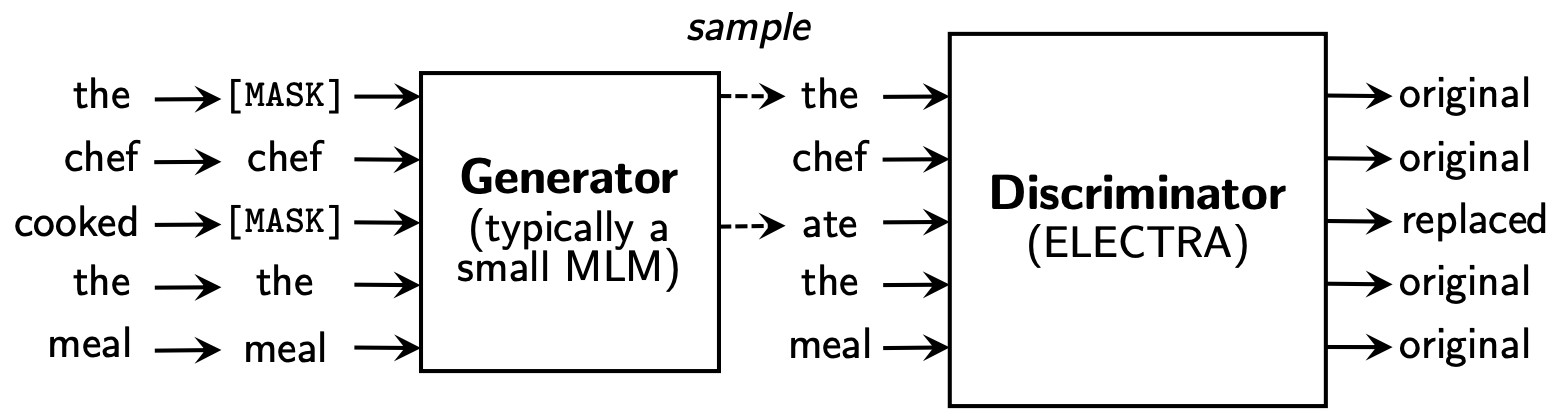 sample
the [MASK] the original
chef chef chef original
cooked [MASK] ate replaced
the the the original
meal meal meal original
Generator
(typically a
small MLM)
Discriminator
(ELECTRA)